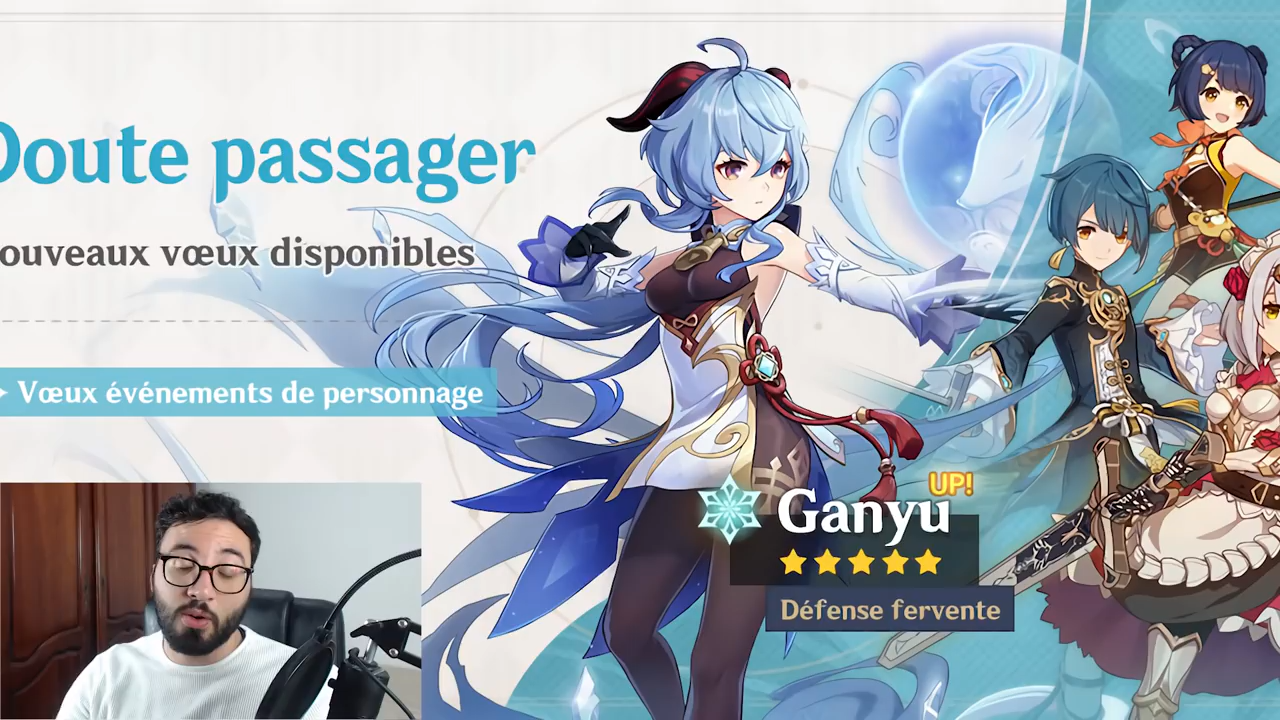 Doute passager
ouveaux vœux disponibles
Vœux événements de personnage
UP!
Ganyu
Défense fervente